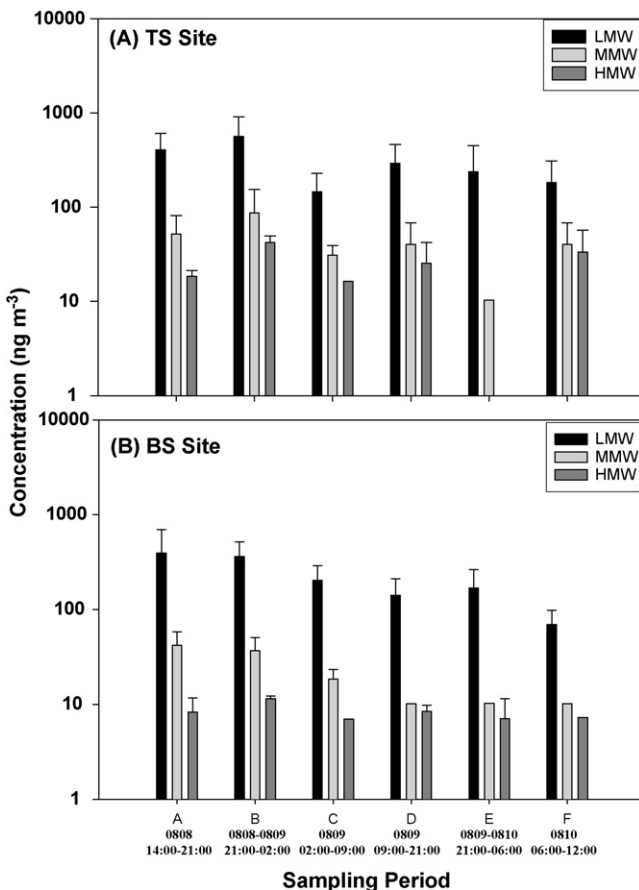 10000
(A) TS Site
LMW
MMW
HMW
1000
100
10
1
Concentration (ng m-3)
10000
(B) BS Site
LMW
MMW
HMW
1000
100
10
1
A B C D E F
0808 0808-0809 0809 0809 0809-0810 0810
14:00-21:00 21:00-02:00 02:00-09:00 09:00-21:00 21:00-06:00 06:00-12:00
Sampling Period